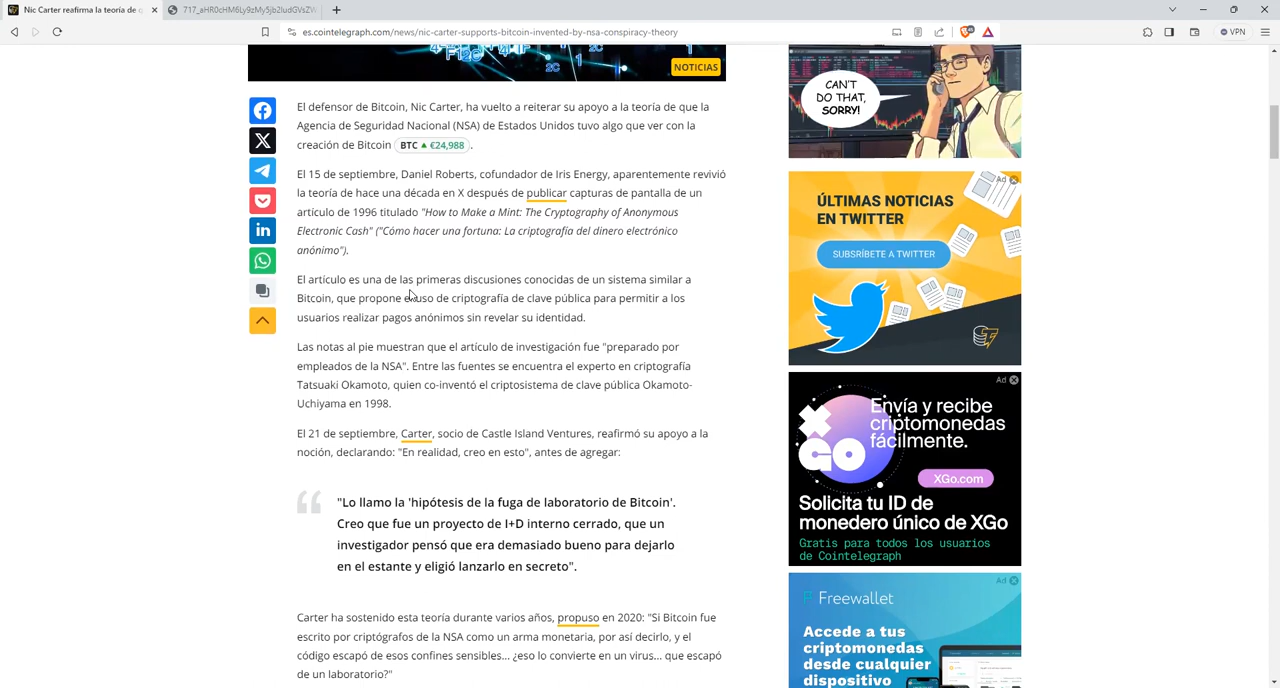 Nic Carter reafirma la teoría de q
717_aHR0cHM6Ly9zMy5jb2ludGVsZW
es.cointelegraph.com/news/nic-carter-supports-bitcoin-invented-by-nsa-conspiracy-theory
VPN
NOTICIAS
El defensor de Bitcoin, Nic Carter, ha vuelto a reiterar su apoyo a la teoría de que la
Agencia de Seguridad Nacional (NSA) de Estados Unidos tuvo algo que ver con la
creación de Bitcoin BTC ▲ €24,988 .
El 15 de septiembre, Daniel Roberts, cofundador de Iris Energy, aparentemente revivió
la teoría de hace una década en X después de publicar capturas de pantalla de un
artículo de 1996 titulado "How to Make a Mint: The Cryptography of Anonymous
Electronic Cash" ("Cómo hacer una fortuna: La criptografía del dinero electrónico
anónimo").
El artículo es una de las primeras discusiones conocidas de un sistema similar a
Bitcoin, que propone el uso de criptografía de clave pública para permitir a los
usuarios realizar pagos anónimos sin revelar su identidad.
Las notas al pie muestran que el artículo de investigación fue "preparado por
empleados de la NSA". Entre las fuentes se encuentra el experto en criptografía
Tatsuaki Okamoto, quien co-inventó el criptosistema de clave pública Okamoto-
Uchiyama en 1998.
El 21 de septiembre, Carter, socio de Castle Island Ventures, reafirmó su apoyo a la
noción, declarando: "En realidad, creo en esto", antes de agregar:
"Lo llamo la 'hipótesis de la fuga de laboratorio de Bitcoin'.
Creo que fue un proyecto de I+D interno cerrado, que un
investigador pensó que era demasiado bueno para dejarlo
en el estante y eligió lanzarlo en secreto".
Carter ha sostenido esta teoría durante varios años, propuso en 2020: "Si Bitcoin fue
escrito por criptógrafos de la NSA como un arma monetaria, por así decirlo, y el
código escapó de esos confines sensibles... ¿eso lo convierte en un virus... que escapó
de un laboratorio?"
CAN'T
DO THAT,
SORRY!
Ad
ÚLTIMAS NOTICIAS
EN TWITTER
SUBSRÍBETE A TWITTER
Ad
Envía y recibe
criptomonedas
fácilmente.
XGO
XGo.com
Solicita tu ID de
monedero único de XGo
Gratis para todos los usuarios
de Cointelegraph
Ad
Freewallet
Accede a tus
criptomonedas
desde cualquier
dispositivo